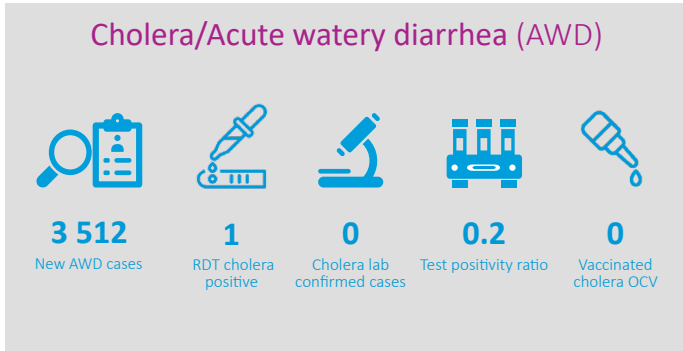 Cholera/Acute watery diarrhea (AWD)
3 512
New AWD cases
1
RDT cholera
positive
0
Cholera lab
confirmed cases
0.2
Test positivity ratio
0
Vaccinated
cholera OCV